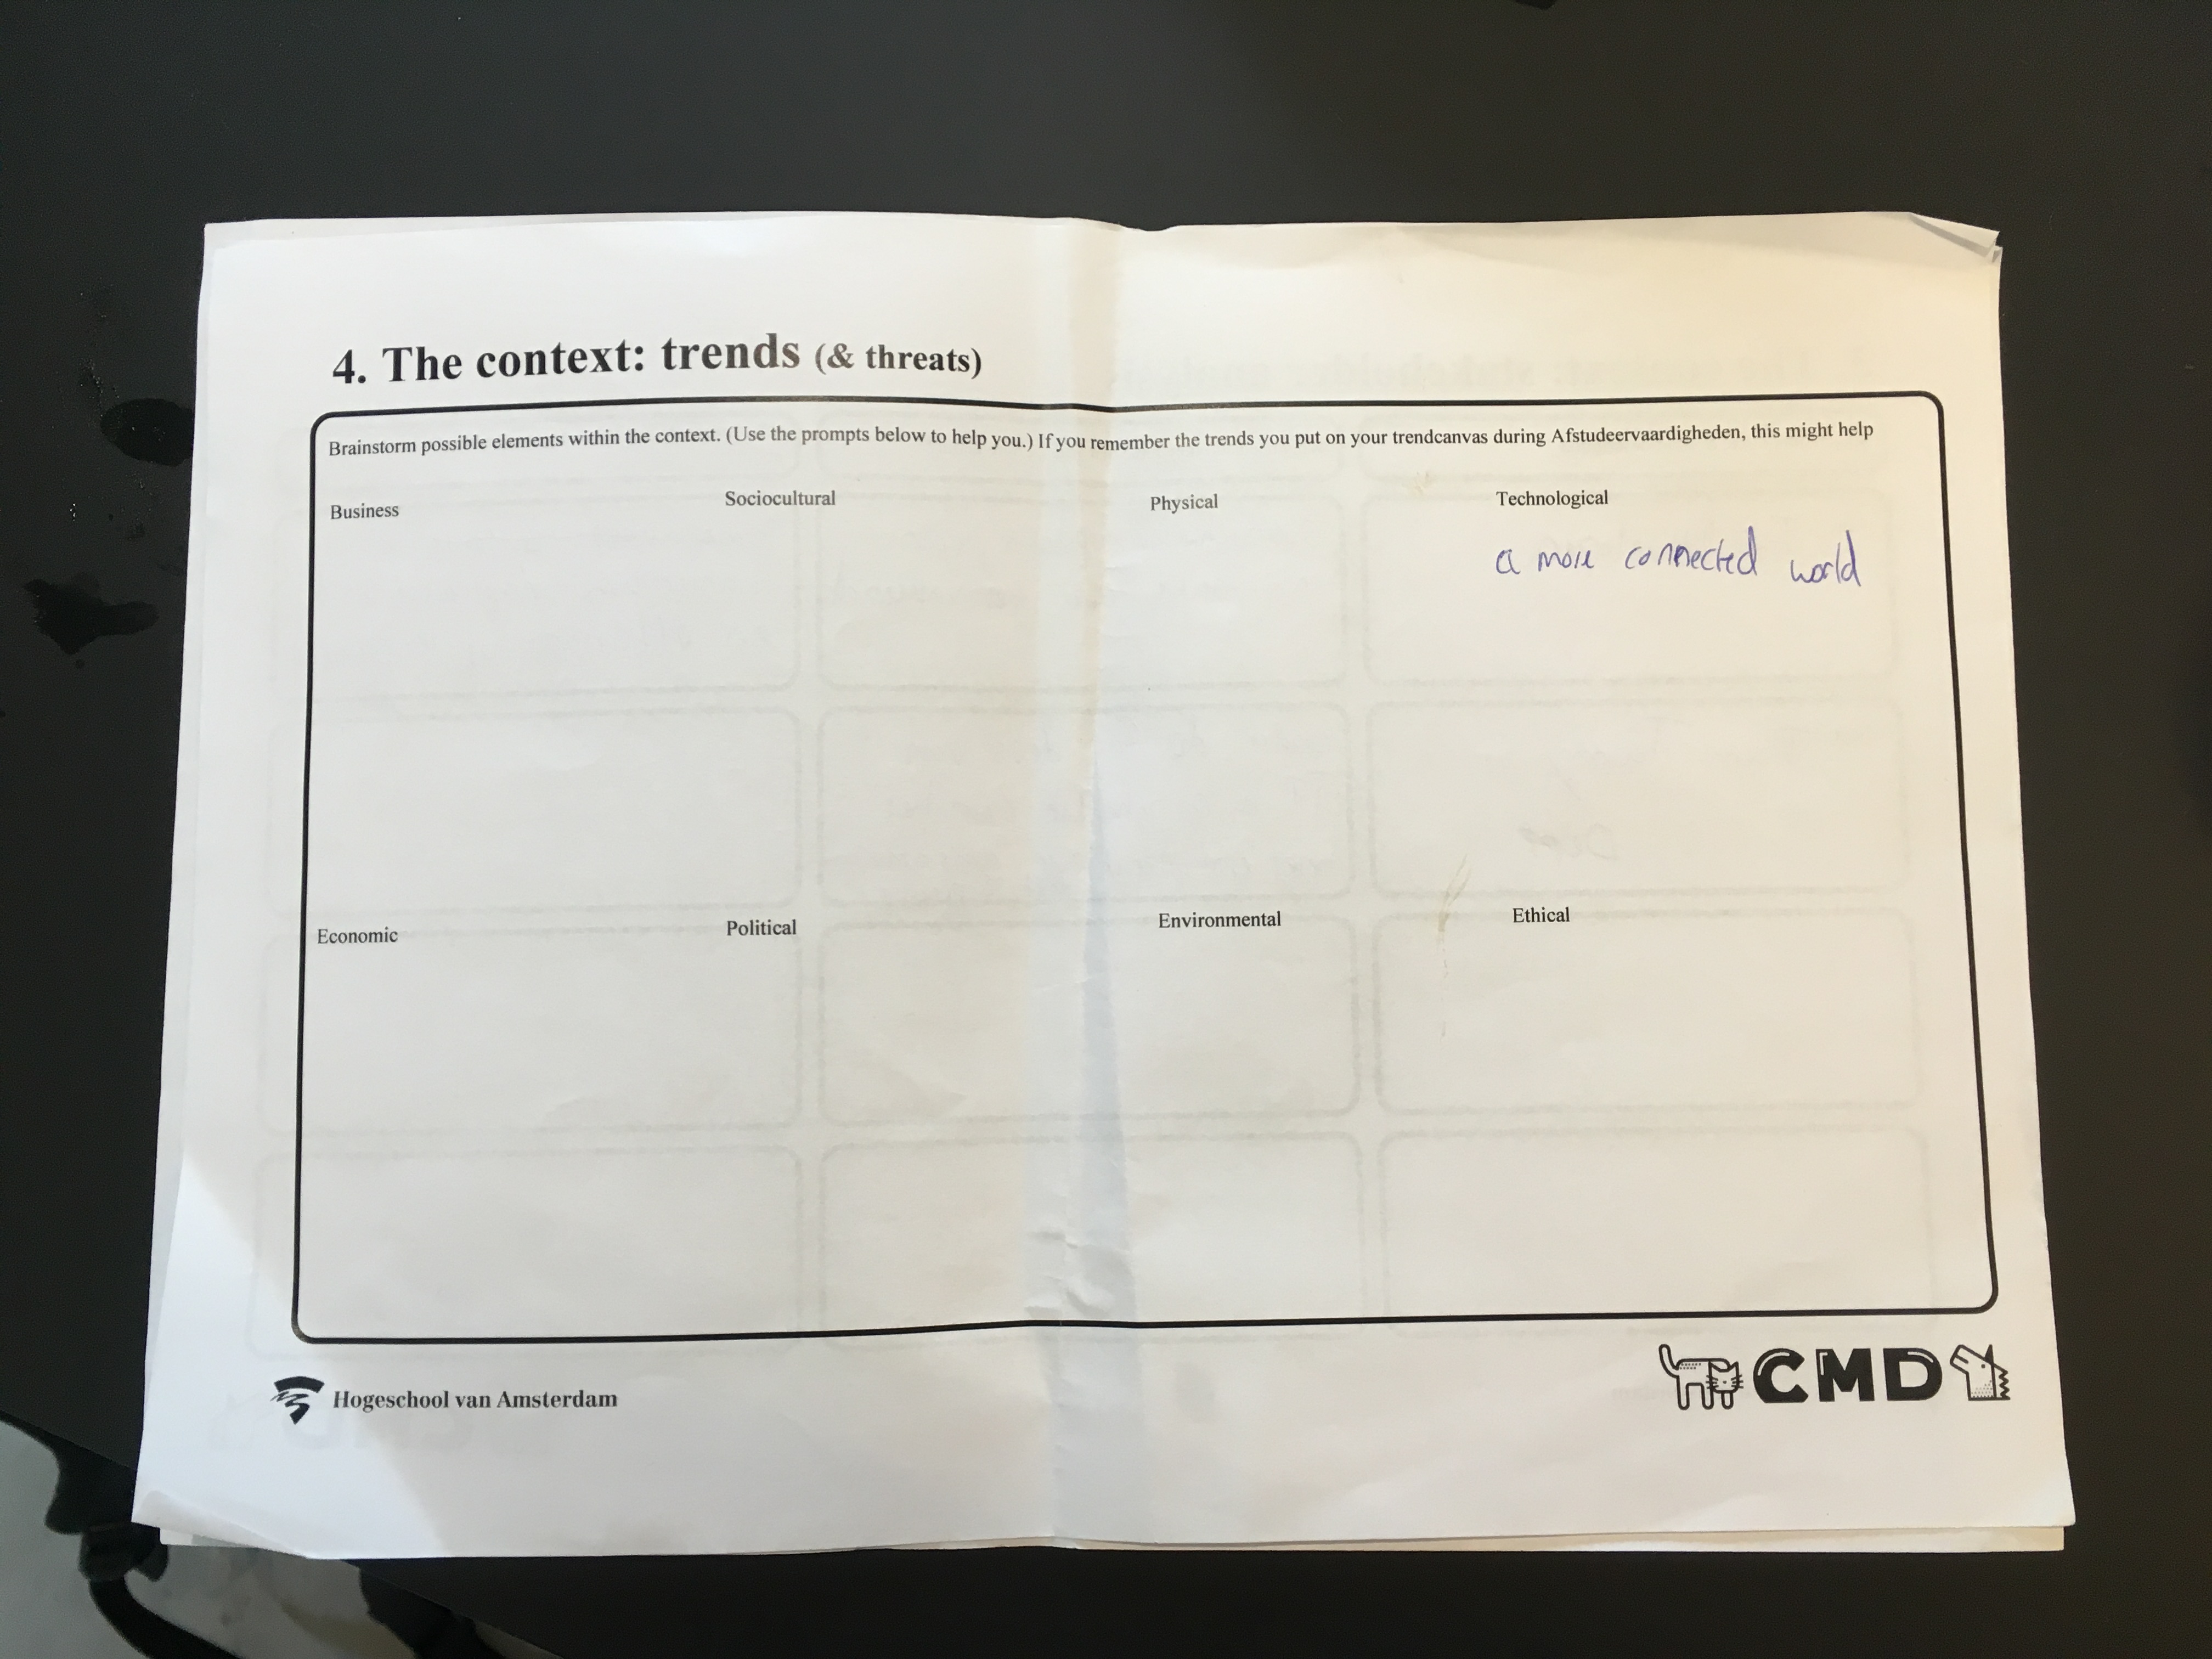 4. The context: trends (& threats)
Brainstorm possible elements within the context. (Use the prompts below to help you.) If you remember the trends you put on your trendcanvas during Afstudeervaardigheden, this might help
Business Sociocultural Physical Technological
a more connected world
Economic Political Environmental Ethical
Hogeschool van Amsterdam
CMD